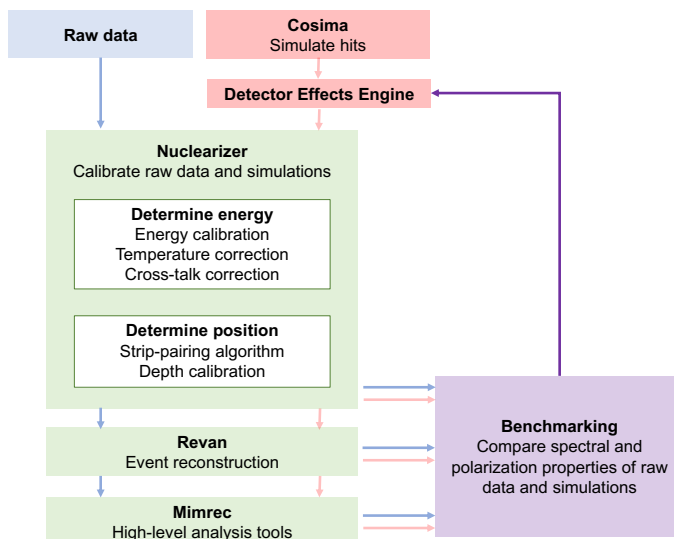 Raw data
Cosima
Simulate hits
Detector Effects Engine
Nuclearizer
Calibrate raw data and simulations
Determine energy
Energy calibration
Temperature correction
Cross-talk correction
Determine position
Strip-pairing algorithm
Depth calibration
Revan
Event reconstruction
Mimrec
High-level analysis tools
Benchmarking
Compare spectral and
polarization properties of raw
data and simulations